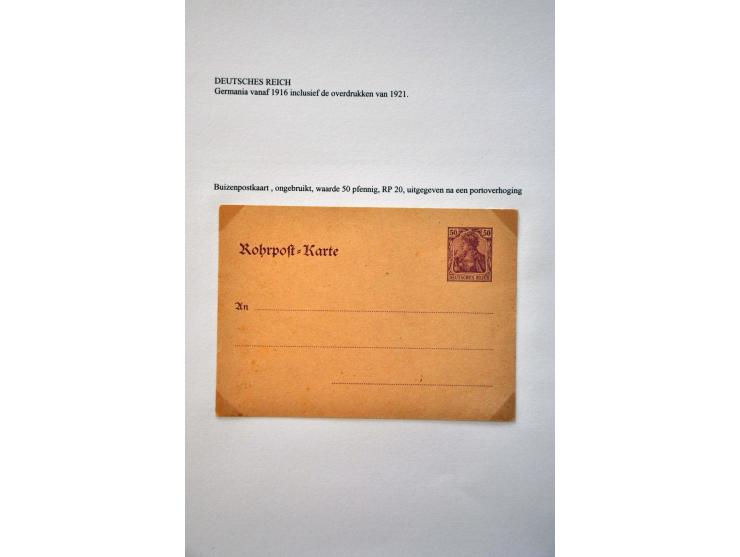 DEUTSCHES REICH
Germania vanaf 1916 inclusief de overdrukken van 1921.
Buizenpostkaart , ongebruikt, waarde 50 pfennig, RP 20, uitgegeven na een portoverhoging
50 50
DEUTSCHES REICH
Rohrpost-Karte
An